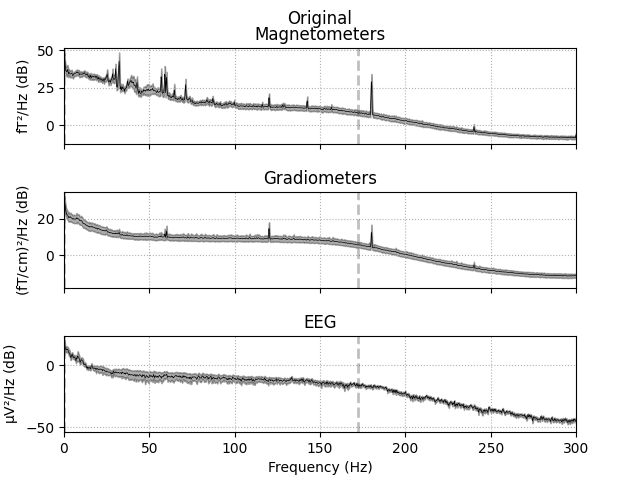 Original
Magnetometers
fT²/Hz (dB)
50
25
0
Gradiometers
(fT/cm)²/Hz (dB)
20
0
EEG
µV²/Hz (dB)
0
−50
0 50 100 150 200 250 300
Frequency (Hz)